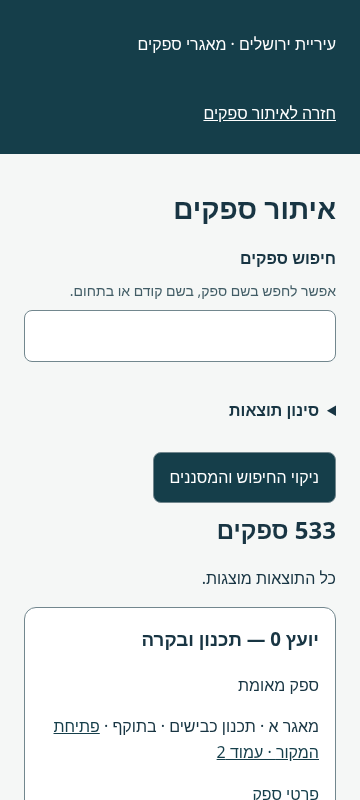 עיריית ירושלים · מאגרי ספקים
חזרה לאיתור ספקים
איתור ספקים
חיפוש ספקים
אפשר לחפש בשם ספק, בשם קודם או בתחום.
סינון תוצאות
ניקוי החיפוש והמסננים
533 ספקים
כל התוצאות מוצגות.
יועץ 0 — תכנון ובקרה
ספק מאומת
מאגר א · תכנון כבישים · בתוקף · פתיחת
המקור · עמוד 2
פרטי ספק